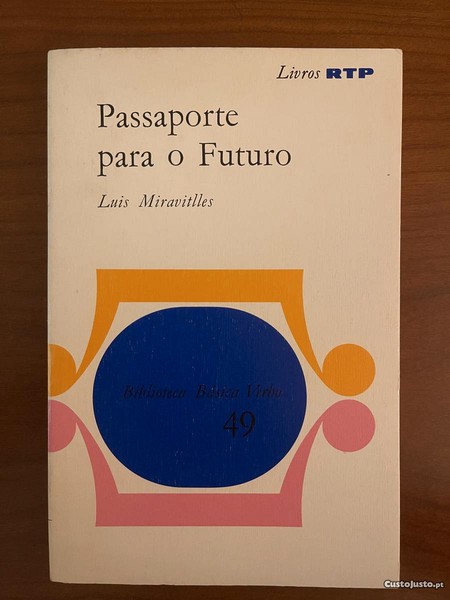 Livros RTP
Passaporte
para o Futuro
Luis Miravitlles
Biblioteca Básica Verbo
49
CustoJusto.pt